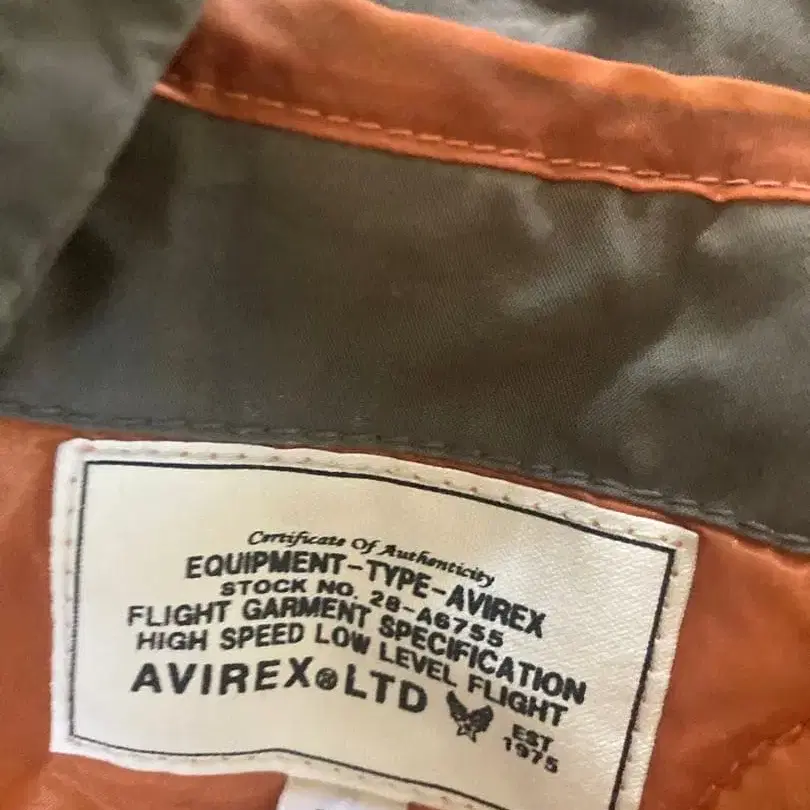 Certificate Of Authenticity
EQUIPMENT-TYPE-AVIREX
STOCK NO. 28-A6755
FLIGHT GARMENT SPECIFICATION
HIGH SPEED LOW LEVEL FLIGHT
AVIREX®LTD
EST
1975